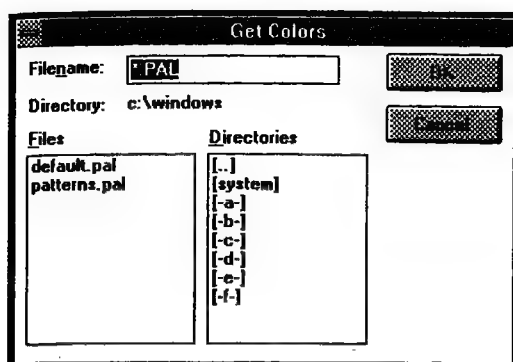 Get Colors
Filename: *.PAL
OK
Directory: c:\windows
Cancel
Files
Directories
default.pal
patterns.pal
[..]
[system]
[-a-]
[-b-]
[-c-]
[-d-]
[-e-]
[-f-]